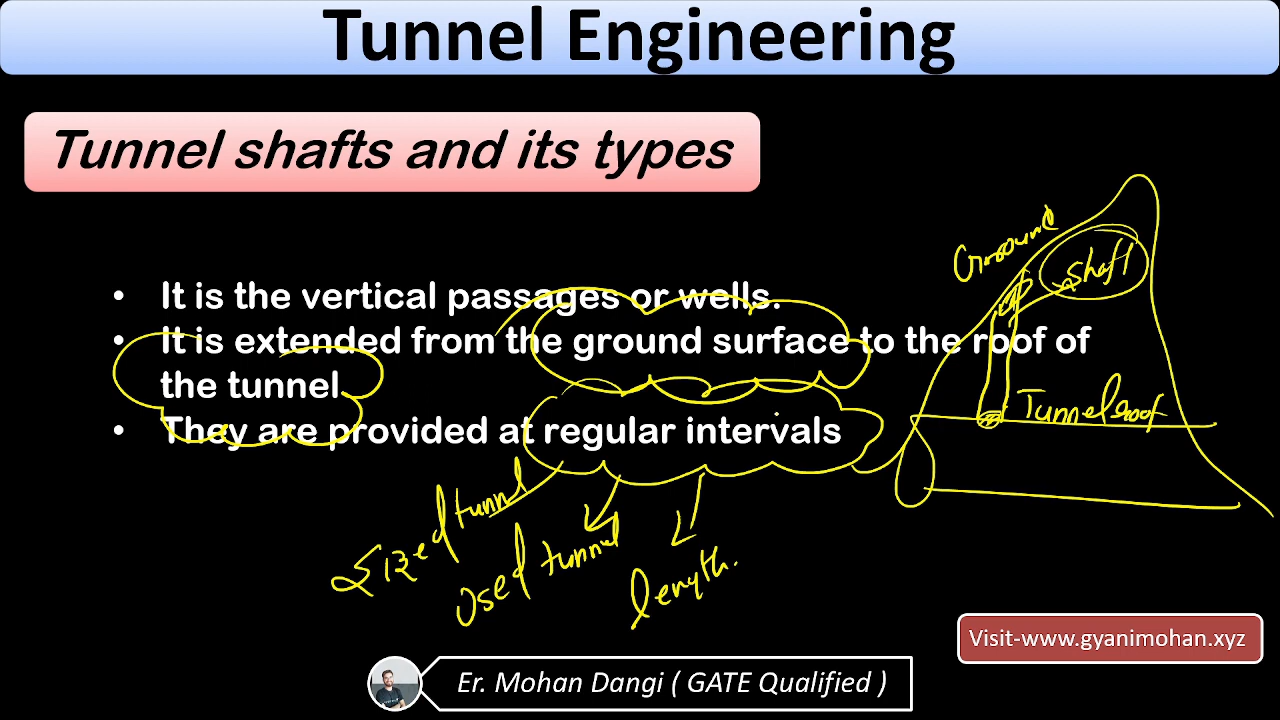 Tunnel Engineering
Tunnel shafts and its types
• It is the vertical passages or wells.
• It is extended from the ground surface to the roof of
the tunnel.
• They are provided at regular intervals
Ground
shaft
Tunnel roof
Sized tunnel
Used tunnel
length.
Visit-www.gyanimohan.xyz
Er. Mohan Dangi ( GATE Qualified )